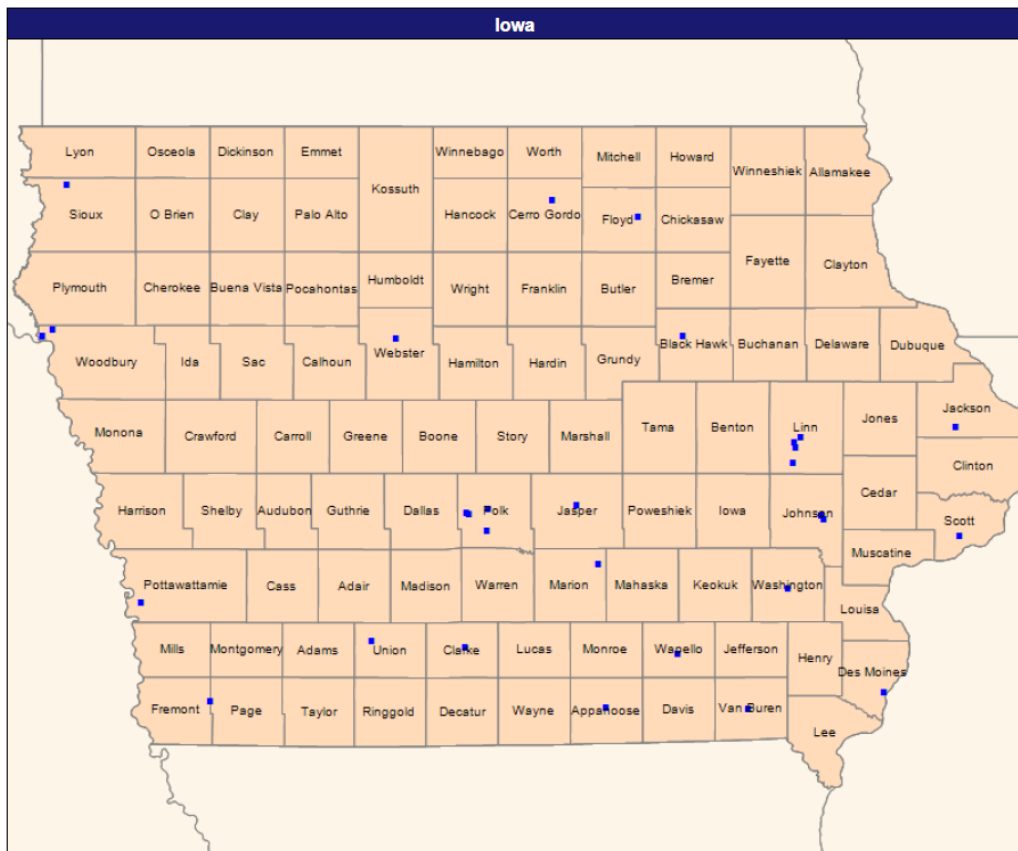 Iowa
Lyon Osceola Dickinson Emmet Kossuth Winnebago Worth Mitchell Howard Winneshiek Allamakee
Sioux O Brien Clay Palo Alto Hancock Cerro Gordo Floyd Chickasaw
Fayette Clayton
Plymouth Cherokee Buena Vista Pocahontas Humboldt Wright Franklin Butler Bremer
Woodbury Ida Sac Calhoun Webster Hamilton Hardin Grundy Black Hawk Buchanan Delaware Dubuque
Monona Crawford Carroll Greene Boone Story Marshall Tama Benton Linn Jones Jackson
Clinton
Harrison Shelby Audubon Guthrie Dallas Polk Jasper Poweshiek Iowa Johnson Cedar Scott
Muscatine
Pottawattamie Cass Adair Madison Warren Marion Mahaska Keokuk Washington Louisa
Mills Montgomery Adams Union Clarke Lucas Monroe Wapello Jefferson Henry Des Moines
Fremont Page Taylor Ringgold Decatur Wayne Appanoose Davis Van Buren Lee